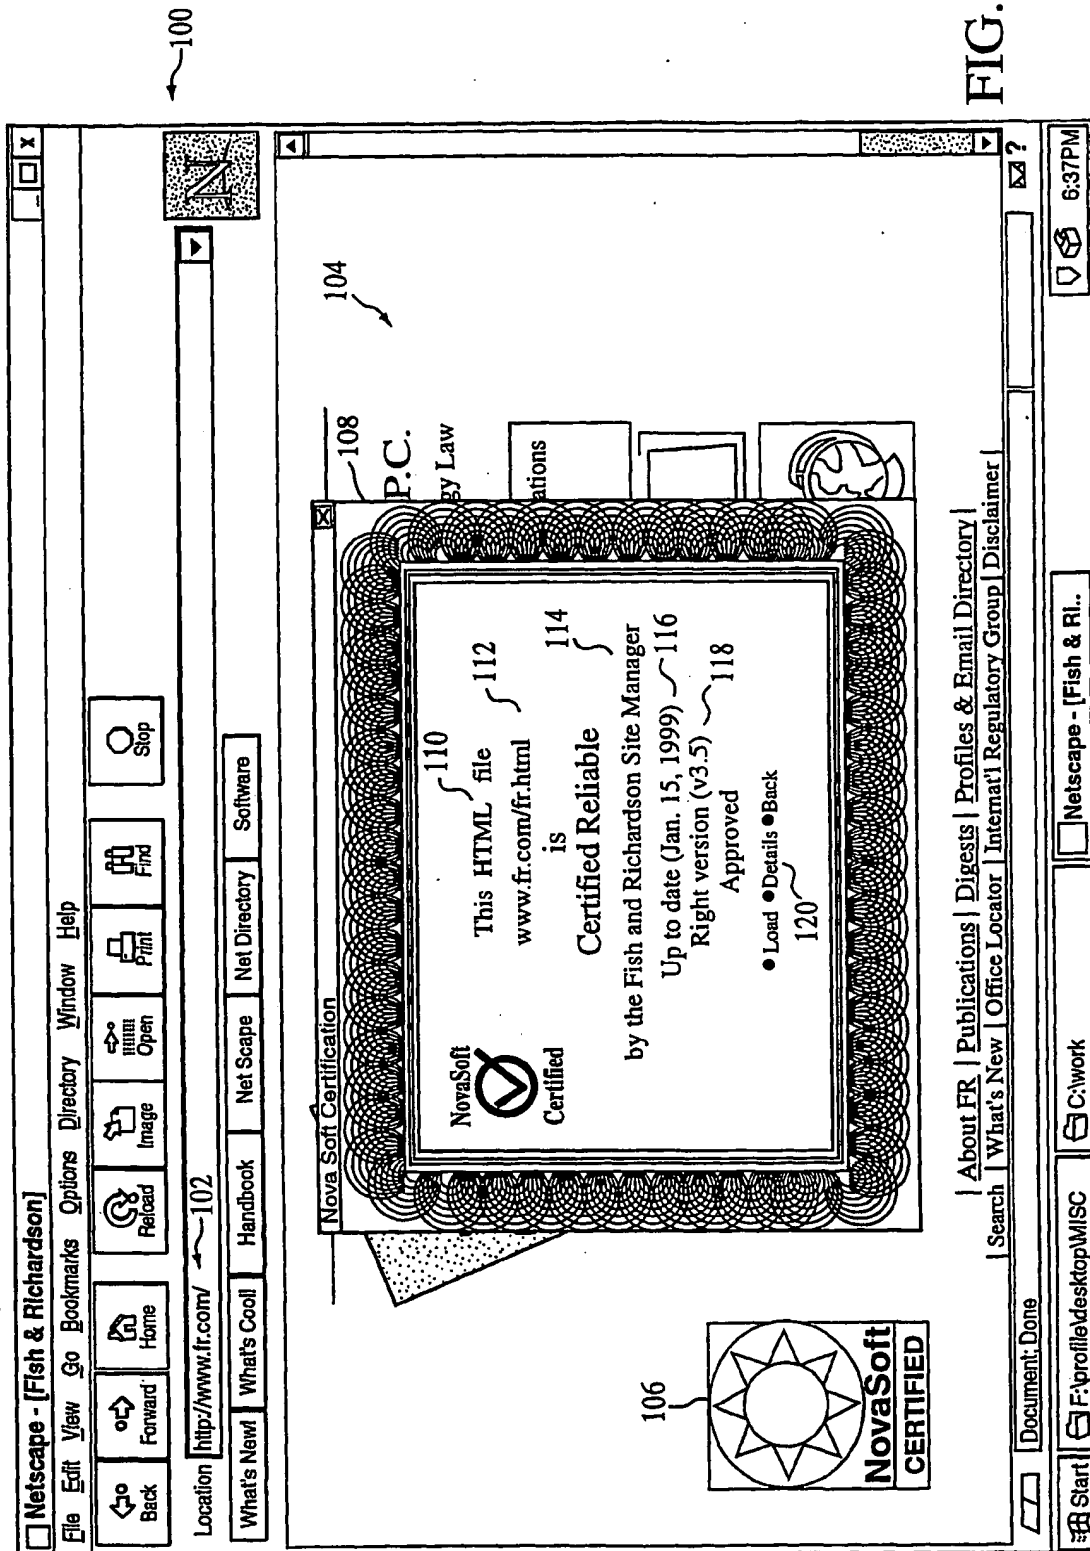 Netscape - [Fish & Richardson]
_ X
File Edit View Go Bookmarks Options Directory Window Help
Back Forward Home Reload Image Open Print Find Stop
N
100
Location http://www.fr.com/ 102
What's New! What's Cool! Handbook Net Scape Net Directory Software
104
Nova Soft Certification
108
P.C.
gy Law
ations
NovaSoft
Certified
This HTML file
110
www.fr.com/fr.html
112
is
Certified Reliable
114
by the Fish and Richardson Site Manager
Up to date (Jan. 15, 1999) 116
Right version (v3.5) 118
Approved
●Load ●Details ●Back
120
106
NovaSoft
CERTIFIED
| About FR | Publications | Digests | Profiles & Email Directory |
| Search | What's New | Office Locator | Internat'l Regulatory Group | Disclaimer |
Document; Done
?
Start F:\profile\desktop\MISC C:\work Netscape - [Fish & Ri.. 6:37PM
FIG.